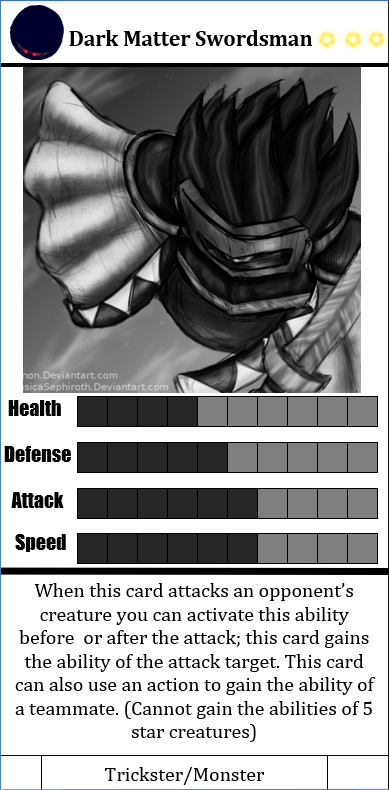 Dark Matter Swordsman
non.Deviantart.com
sicaSephiroth.Deviantart.com
Health
Defense
Attack
Speed
When this card attacks an opponent's
creature you can activate this ability
before or after the attack; this card gains
the ability of the attack target. This card
can also use an action to gain the ability of
a teammate. (Cannot gain the abilities of 5
star creatures)
Trickster/Monster